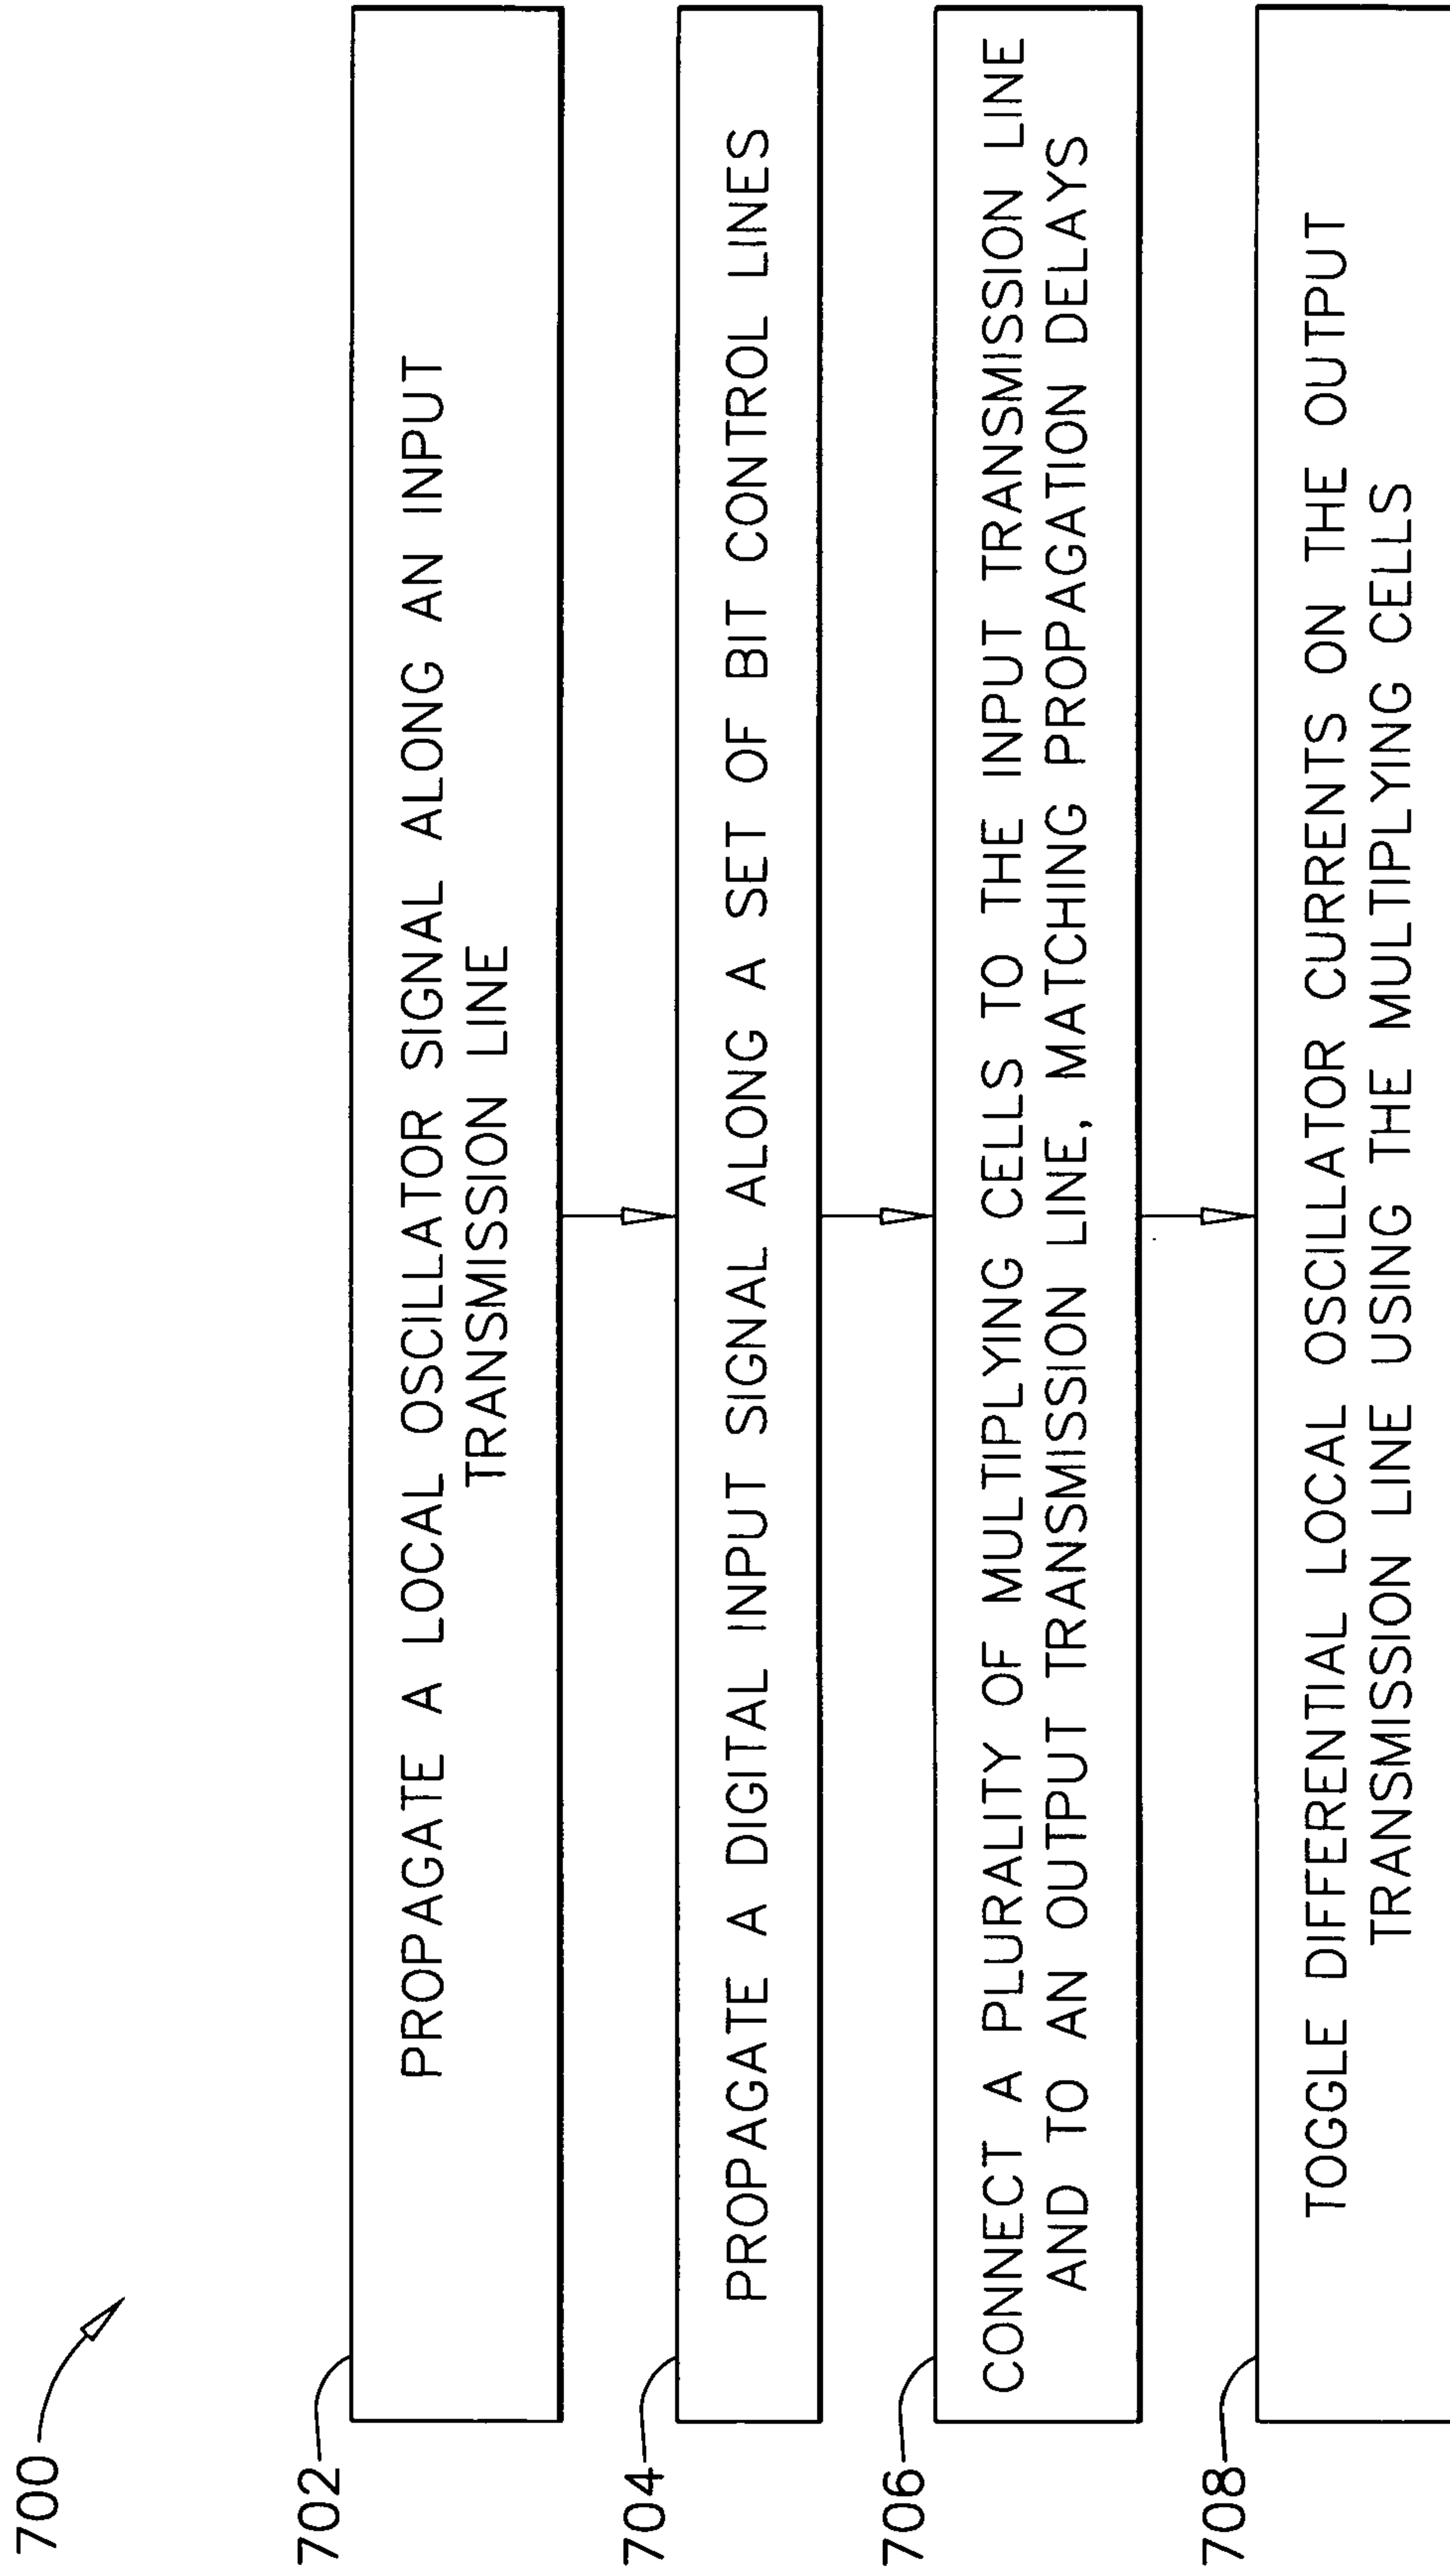 700
702
PROPAGATE A LOCAL OSCILLATOR SIGNAL ALONG AN INPUT
TRANSMISSION LINE
704
PROPAGATE A DIGITAL INPUT SIGNAL ALONG A SET OF BIT CONTROL LINES
706
CONNECT A PLURALITY OF MULTIPLYING CELLS TO THE INPUT TRANSMISSION LINE
AND TO AN OUTPUT TRANSMISSION LINE, MATCHING PROPAGATION DELAYS
708
TOGGLE DIFFERENTIAL LOCAL OSCILLATOR CURRENTS ON THE OUTPUT
TRANSMISSION LINE USING THE MULTIPLYING CELLS